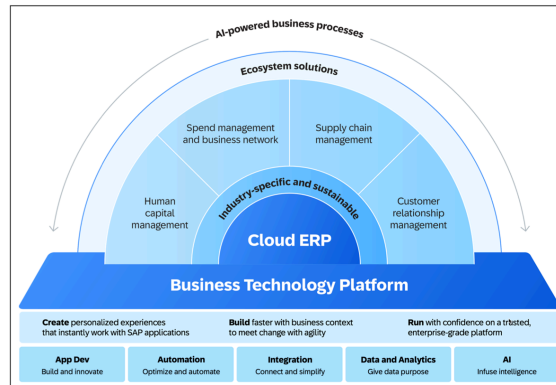 AI-powered business processes
Ecosystem solutions
Spend management
and business network
Supply chain
management
Human
capital
management
Industry-specific and sustainable
Customer
relationship
management
Cloud ERP
Business Technology Platform
Create personalized experiences
that instantly work with SAP applications
Build faster with business context
to meet change with agility
Run with confidence on a trusted,
enterprise-grade platform
App Dev
Build and innovate
Automation
Optimize and automate
Integration
Connect and simplify
Data and Analytics
Give data purpose
AI
Infuse intelligence